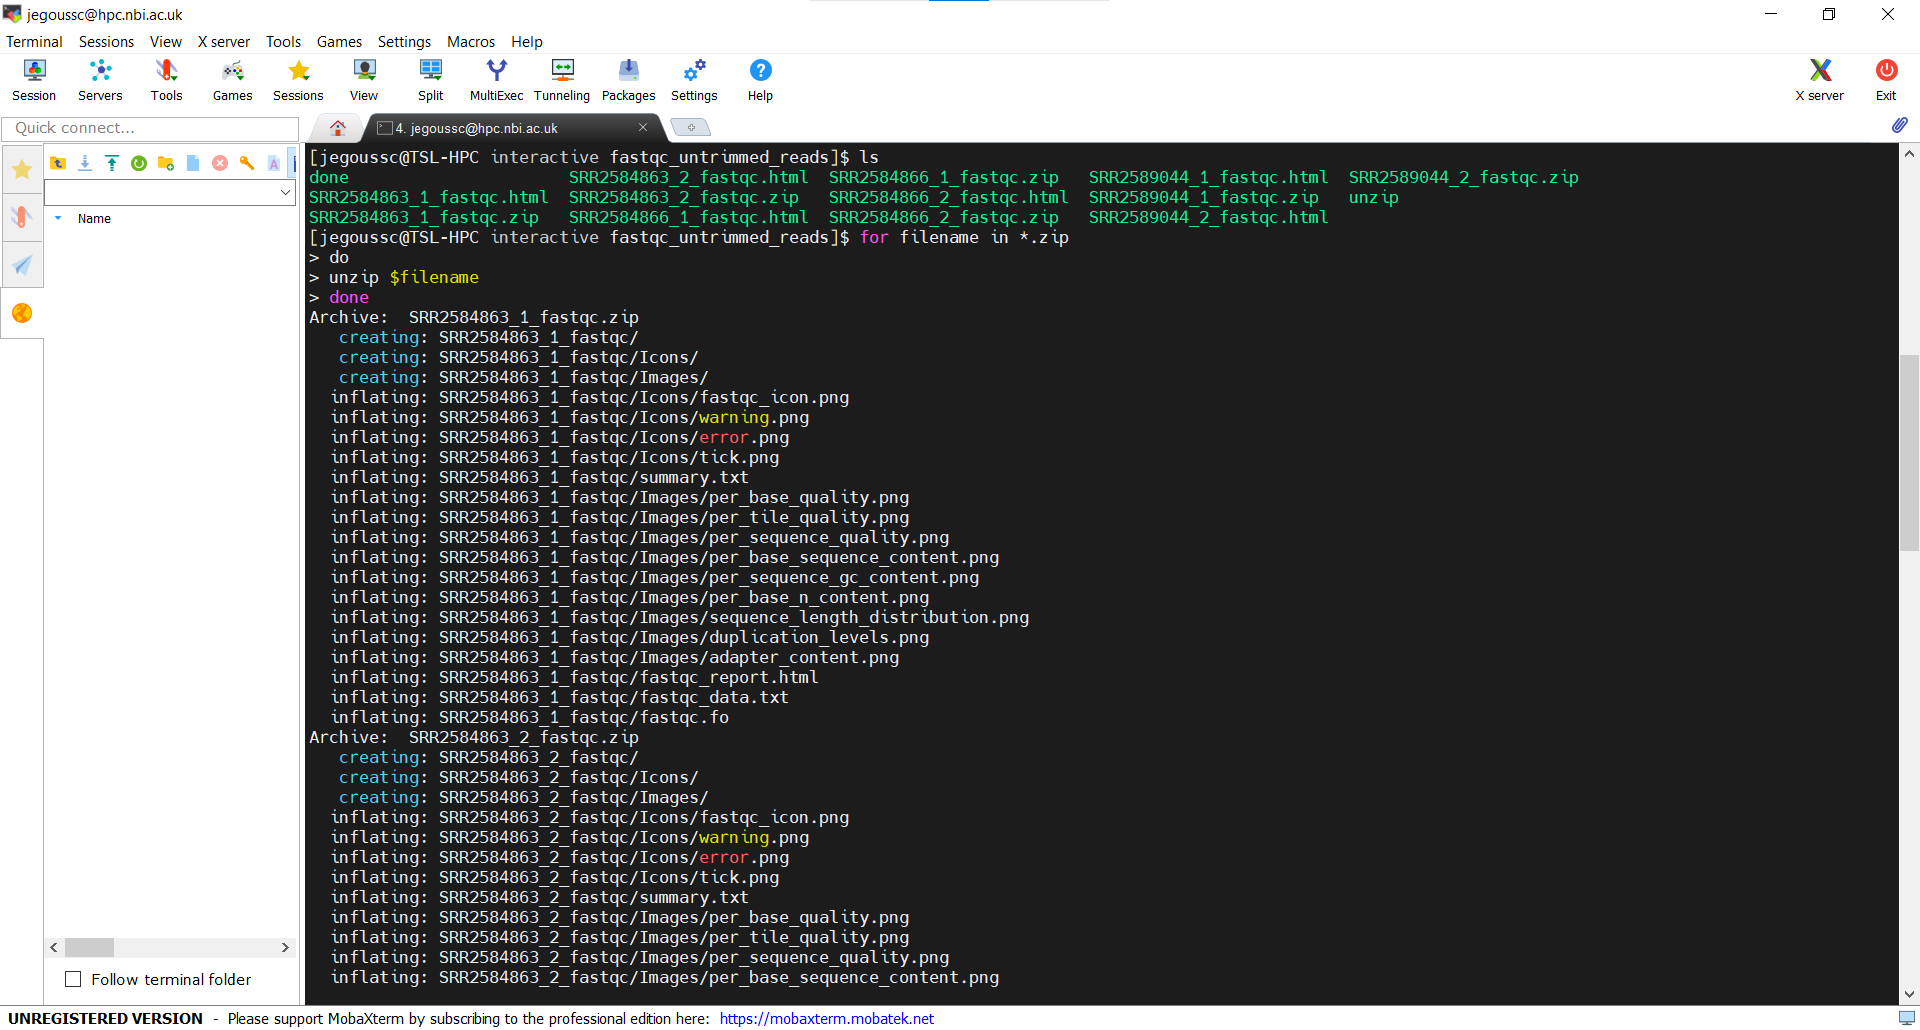 jegoussc@hpc.nbi.ac.uk
Terminal Sessions View X server Tools Games Settings Macros Help
Session Servers Tools Games Sessions View Split MultiExec Tunneling Packages Settings Help X server Exit
Quick connect...
4. jegoussc@hpc.nbi.ac.uk
Name
[jegoussc@TSL-HPC interactive fastqc_untrimmed_reads]$ ls
done SRR2584863_2_fastqc.html SRR2584866_1_fastqc.zip SRR2589044_1_fastqc.html SRR2589044_2_fastqc.zip
SRR2584863_1_fastqc.html SRR2584863_2_fastqc.zip SRR2584866_2_fastqc.html SRR2589044_1_fastqc.zip unzip
SRR2584863_1_fastqc.zip SRR2584866_1_fastqc.html SRR2584866_2_fastqc.zip SRR2589044_2_fastqc.html
[jegoussc@TSL-HPC interactive fastqc_untrimmed_reads]$ for filename in *.zip
> do
> unzip $filename
> done
Archive:  SRR2584863_1_fastqc.zip
creating: SRR2584863_1_fastqc/
creating: SRR2584863_1_fastqc/Icons/
creating: SRR2584863_1_fastqc/Images/
inflating: SRR2584863_1_fastqc/Icons/fastqc_icon.png
inflating: SRR2584863_1_fastqc/Icons/warning.png
inflating: SRR2584863_1_fastqc/Icons/error.png
inflating: SRR2584863_1_fastqc/Icons/tick.png
inflating: SRR2584863_1_fastqc/summary.txt
inflating: SRR2584863_1_fastqc/Images/per_base_quality.png
inflating: SRR2584863_1_fastqc/Images/per_tile_quality.png
inflating: SRR2584863_1_fastqc/Images/per_sequence_quality.png
inflating: SRR2584863_1_fastqc/Images/per_base_sequence_content.png
inflating: SRR2584863_1_fastqc/Images/per_sequence_gc_content.png
inflating: SRR2584863_1_fastqc/Images/per_base_n_content.png
inflating: SRR2584863_1_fastqc/Images/sequence_length_distribution.png
inflating: SRR2584863_1_fastqc/Images/duplication_levels.png
inflating: SRR2584863_1_fastqc/Images/adapter_content.png
inflating: SRR2584863_1_fastqc/fastqc_report.html
inflating: SRR2584863_1_fastqc/fastqc_data.txt
inflating: SRR2584863_1_fastqc/fastqc.fo
Archive:  SRR2584863_2_fastqc.zip
creating: SRR2584863_2_fastqc/
creating: SRR2584863_2_fastqc/Icons/
creating: SRR2584863_2_fastqc/Images/
inflating: SRR2584863_2_fastqc/Icons/fastqc_icon.png
inflating: SRR2584863_2_fastqc/Icons/warning.png
inflating: SRR2584863_2_fastqc/Icons/error.png
inflating: SRR2584863_2_fastqc/Icons/tick.png
inflating: SRR2584863_2_fastqc/summary.txt
inflating: SRR2584863_2_fastqc/Images/per_base_quality.png
inflating: SRR2584863_2_fastqc/Images/per_tile_quality.png
inflating: SRR2584863_2_fastqc/Images/per_sequence_quality.png
inflating: SRR2584863_2_fastqc/Images/per_base_sequence_content.png
Follow terminal folder
UNREGISTERED VERSION - Please support MobaXterm by subscribing to the professional edition here: https://mobaxterm.mobatek.net